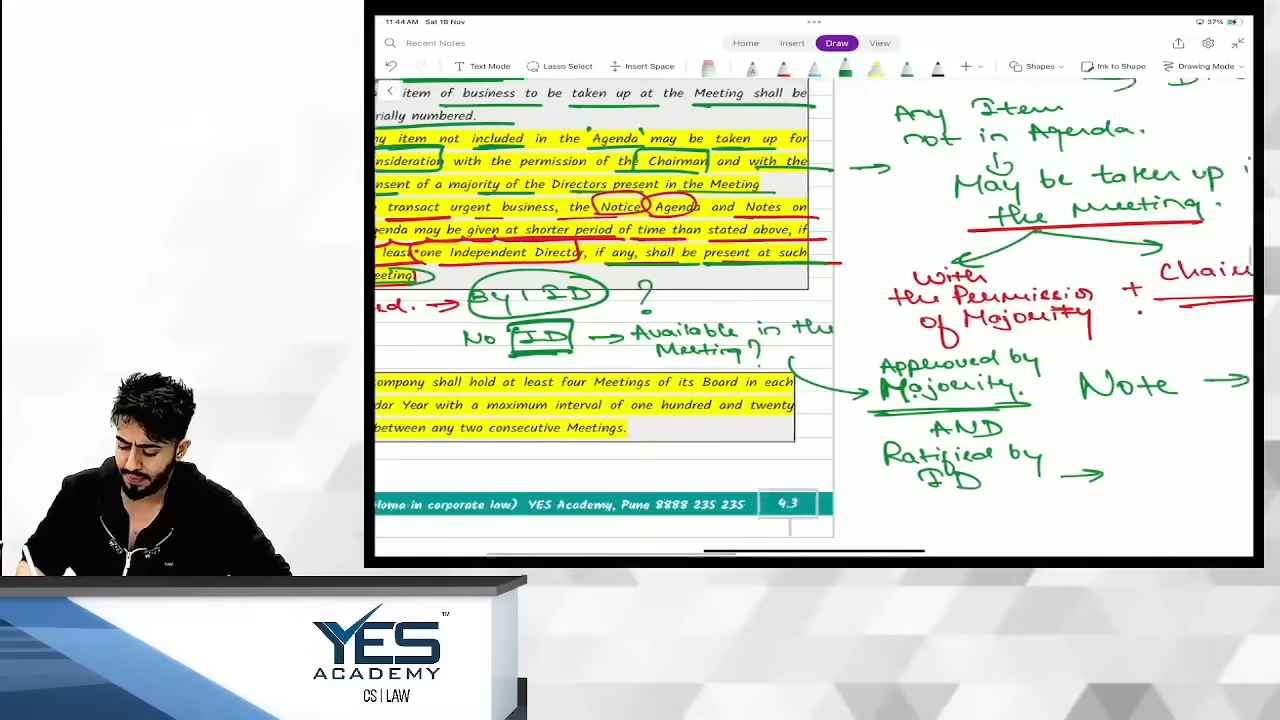 11:44 AM Sat 18 Nov
37%
Recent Notes
Home Insert Draw View
Text Mode Lasso Select Insert Space Shapes Ink to Shape Drawing Mode
item of business to be taken up at the Meeting shall be
rially numbered.
ny item not included in the 'Agenda' may be taken up for
nsideration with the permission of the Chairman and with the
nsent of a majority of the Directors present in the Meeting
transact urgent business, the Notice Agenda and Notes on
genda may be given at shorter period of time than stated above, if
least one Independent Director, if any, shall be present at such
eeting
ed. → By 1 ID ?
No ID → Available in the
Meeting?
company shall hold at least four Meetings of its Board in each
dar Year with a maximum interval of one hundred and twenty
between any two consecutive Meetings.
loma in corporate law) YES Academy, Pune 8888 235 235 4.3
Any Item
not in Agenda.
May be taken up i
the Meeting.
With
the Permission
of Majority
+
Chair
Approved by
Majority.
Note →
AND
Ratified by
ID →
YES
ACADEMY
TM
CS | LAW